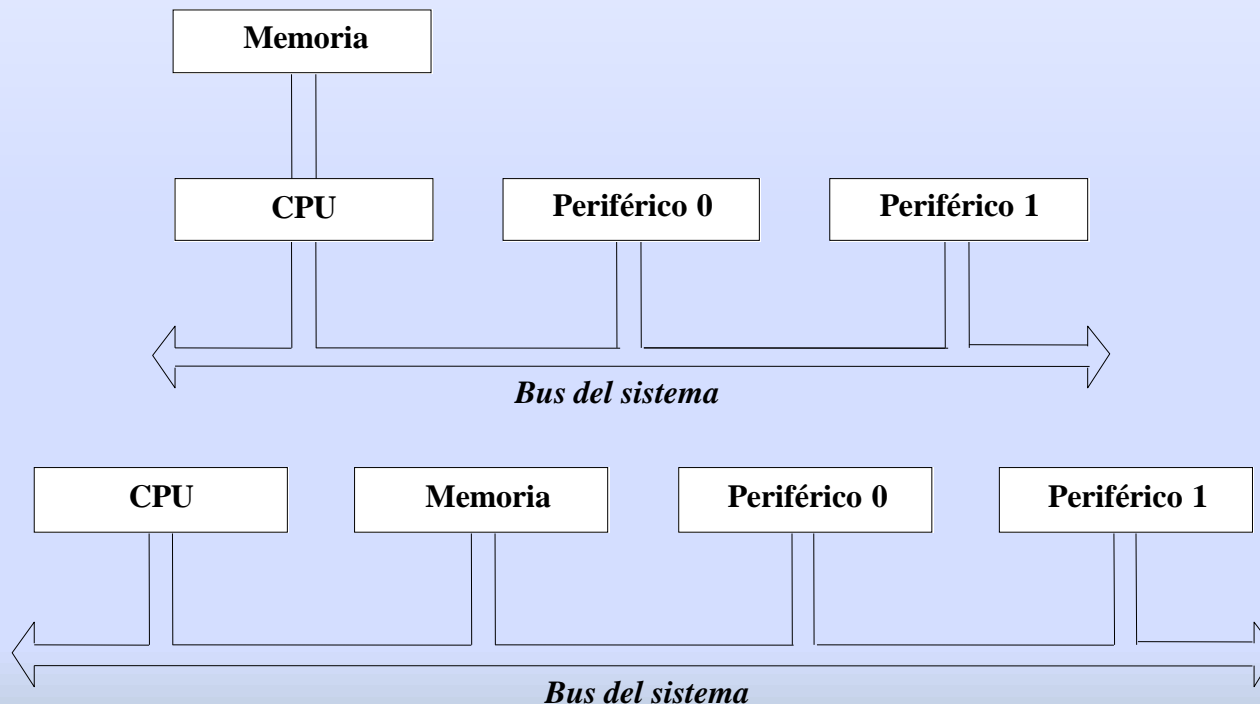 Memoria
CPU Periférico 0 Periférico 1
Bus del sistema
CPU Memoria Periférico 0 Periférico 1
Bus del sistema